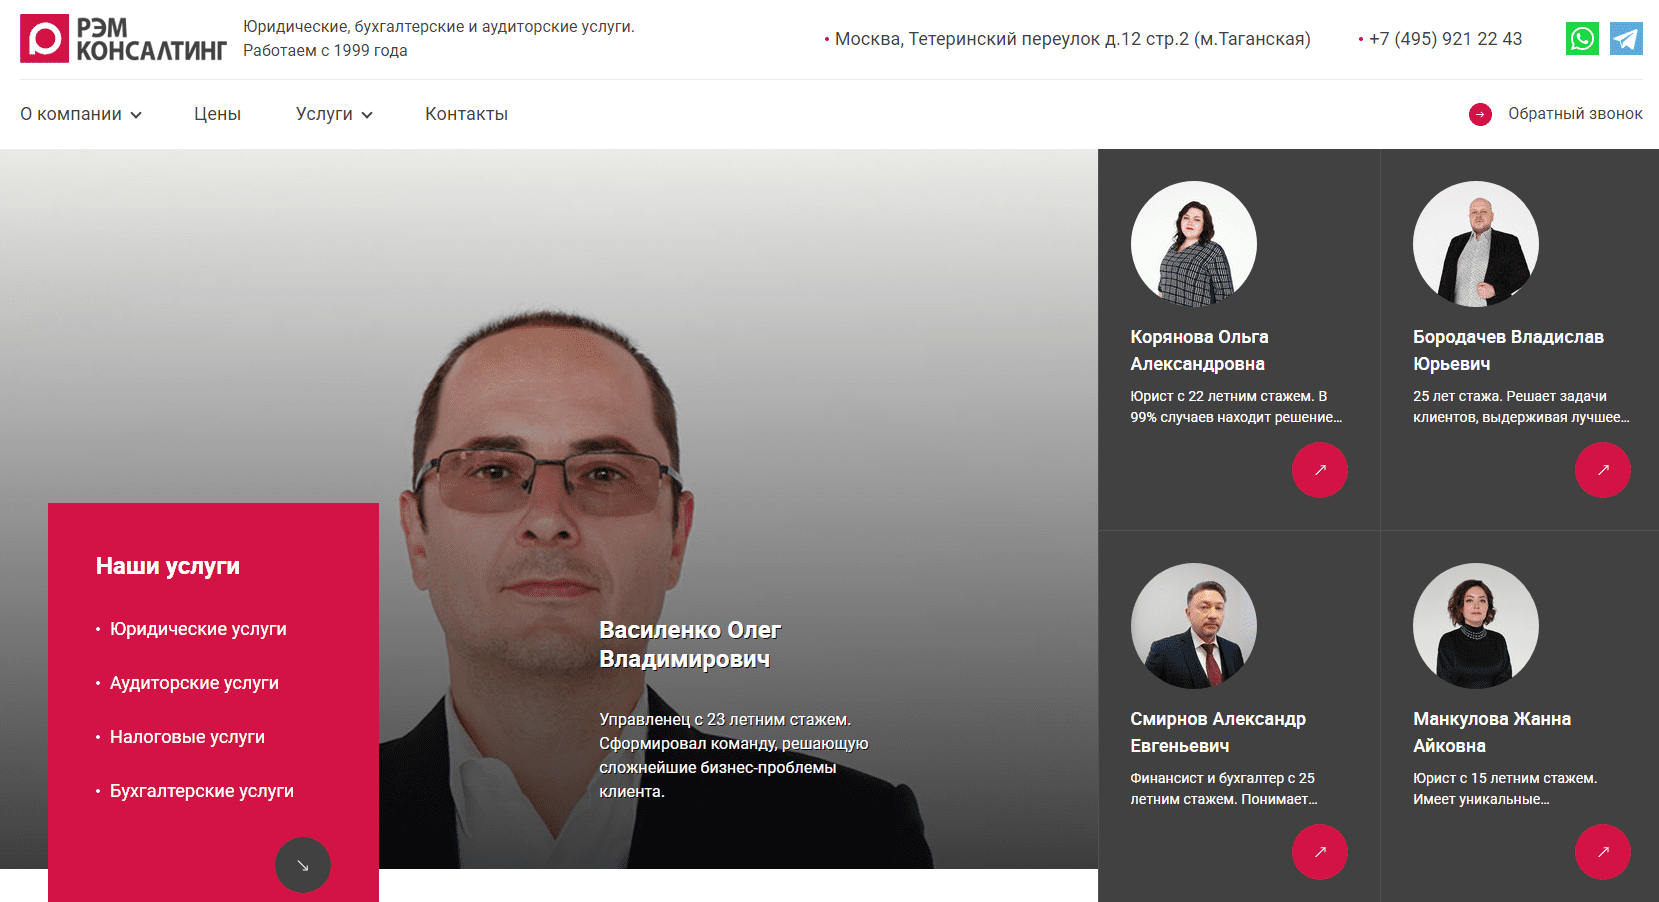 РЭМ
КОНСАЛТИНГ
Юридические, бухгалтерские и аудиторские услуги.
Работаем с 1999 года
• Москва, Тетеринский переулок д.12 стр.2 (м.Таганская)
• +7 (495) 921 22 43
О компании
Цены
Услуги
Контакты
Обратный звонок
Наши услуги
• Юридические услуги
• Аудиторские услуги
• Налоговые услуги
• Бухгалтерские услуги
Василенко Олег
Владимирович
Управленец с 23 летним стажем.
Сформировал команду, решающую
сложнейшие бизнес-проблемы
клиента.
Корянова Ольга
Александровна
Юрист с 22 летним стажем. В
99% случаев находит решение...
Бородачев Владислав
Юрьевич
25 лет стажа. Решает задачи
клиентов, выдерживая лучшее...
Смирнов Александр
Евгеньевич
Финансист и бухгалтер с 25
летним стажем. Понимает...
Манкулова Жанна
Айковна
Юрист с 15 летним стажем.
Имеет уникальные...